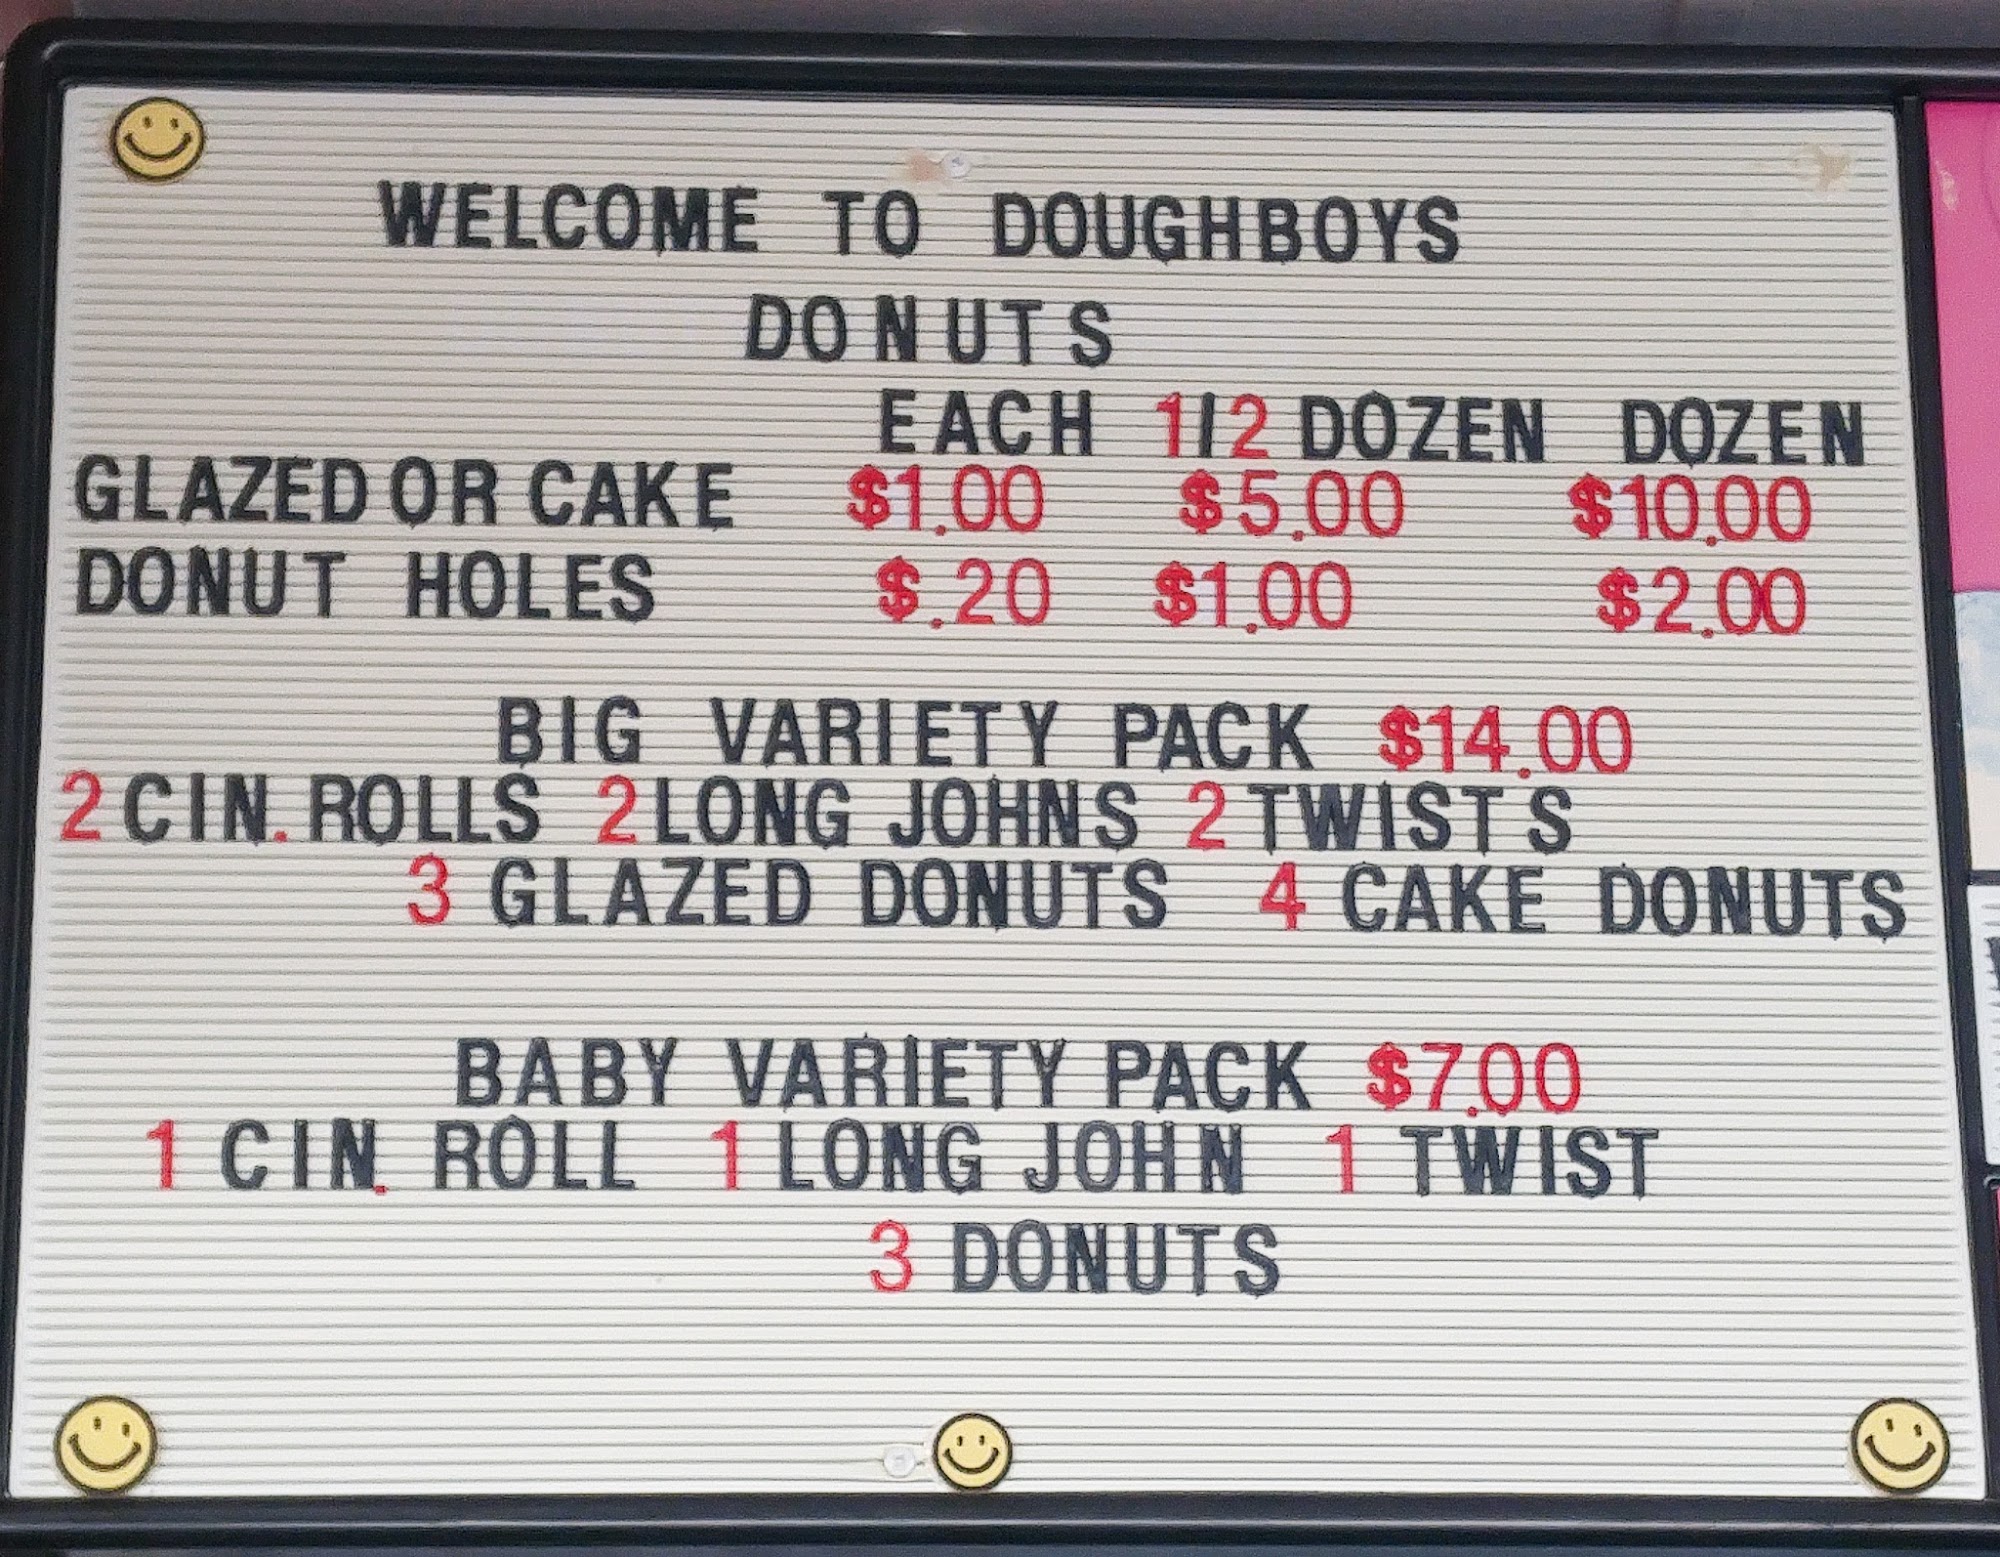 WELCOME TO DOUGHBOYS
DONUTS
EACH 1/2 DOZEN DOZEN
GLAZED OR CAKE $1.00 $5.00 $10.00
DONUT HOLES $.20 $1.00 $2.00
BIG VARIETY PACK $14.00
2 CIN. ROLLS 2 LONG JOHNS 2 TWISTS
3 GLAZED DONUTS 4 CAKE DONUTS
BABY VARIETY PACK $7.00
1 CIN. ROLL 1 LONG JOHN 1 TWIST
3 DONUTS